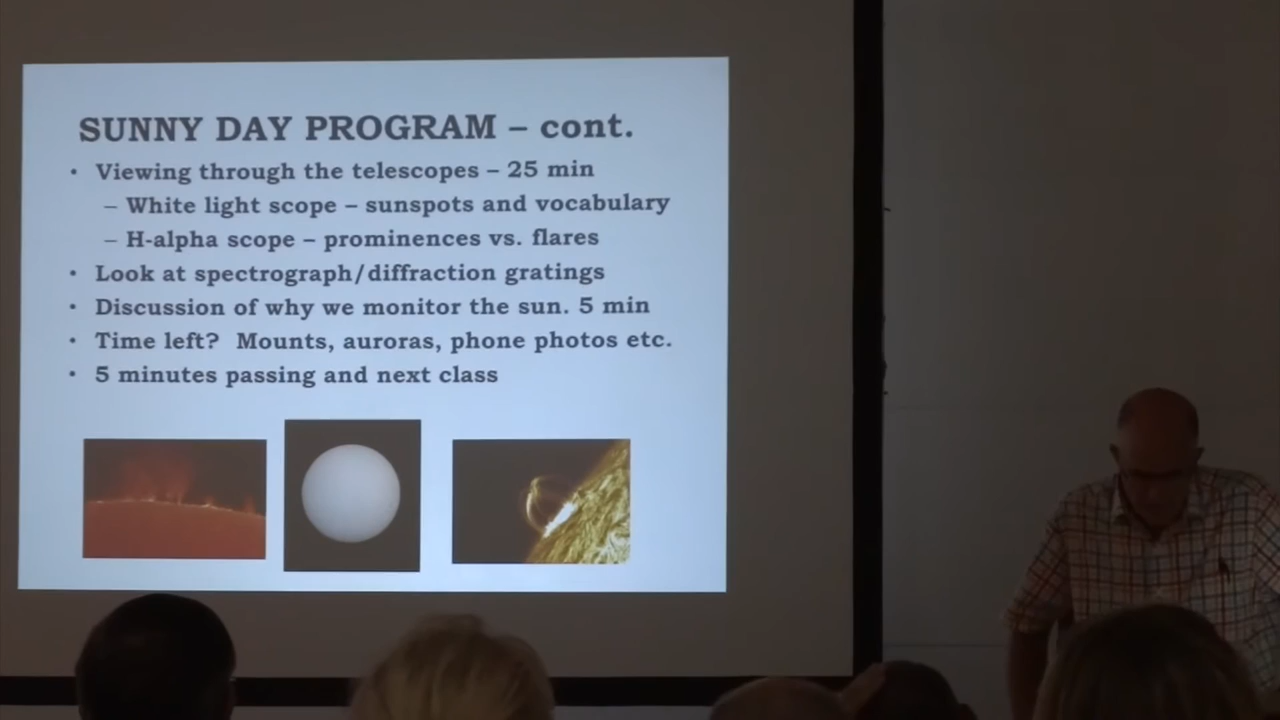 SUNNY DAY PROGRAM – cont.
• Viewing through the telescopes – 25 min
– White light scope – sunspots and vocabulary
– H-alpha scope – prominences vs. flares
• Look at spectrograph/diffraction gratings
• Discussion of why we monitor the sun. 5 min
• Time left?  Mounts, auroras, phone photos etc.
• 5 minutes passing and next class